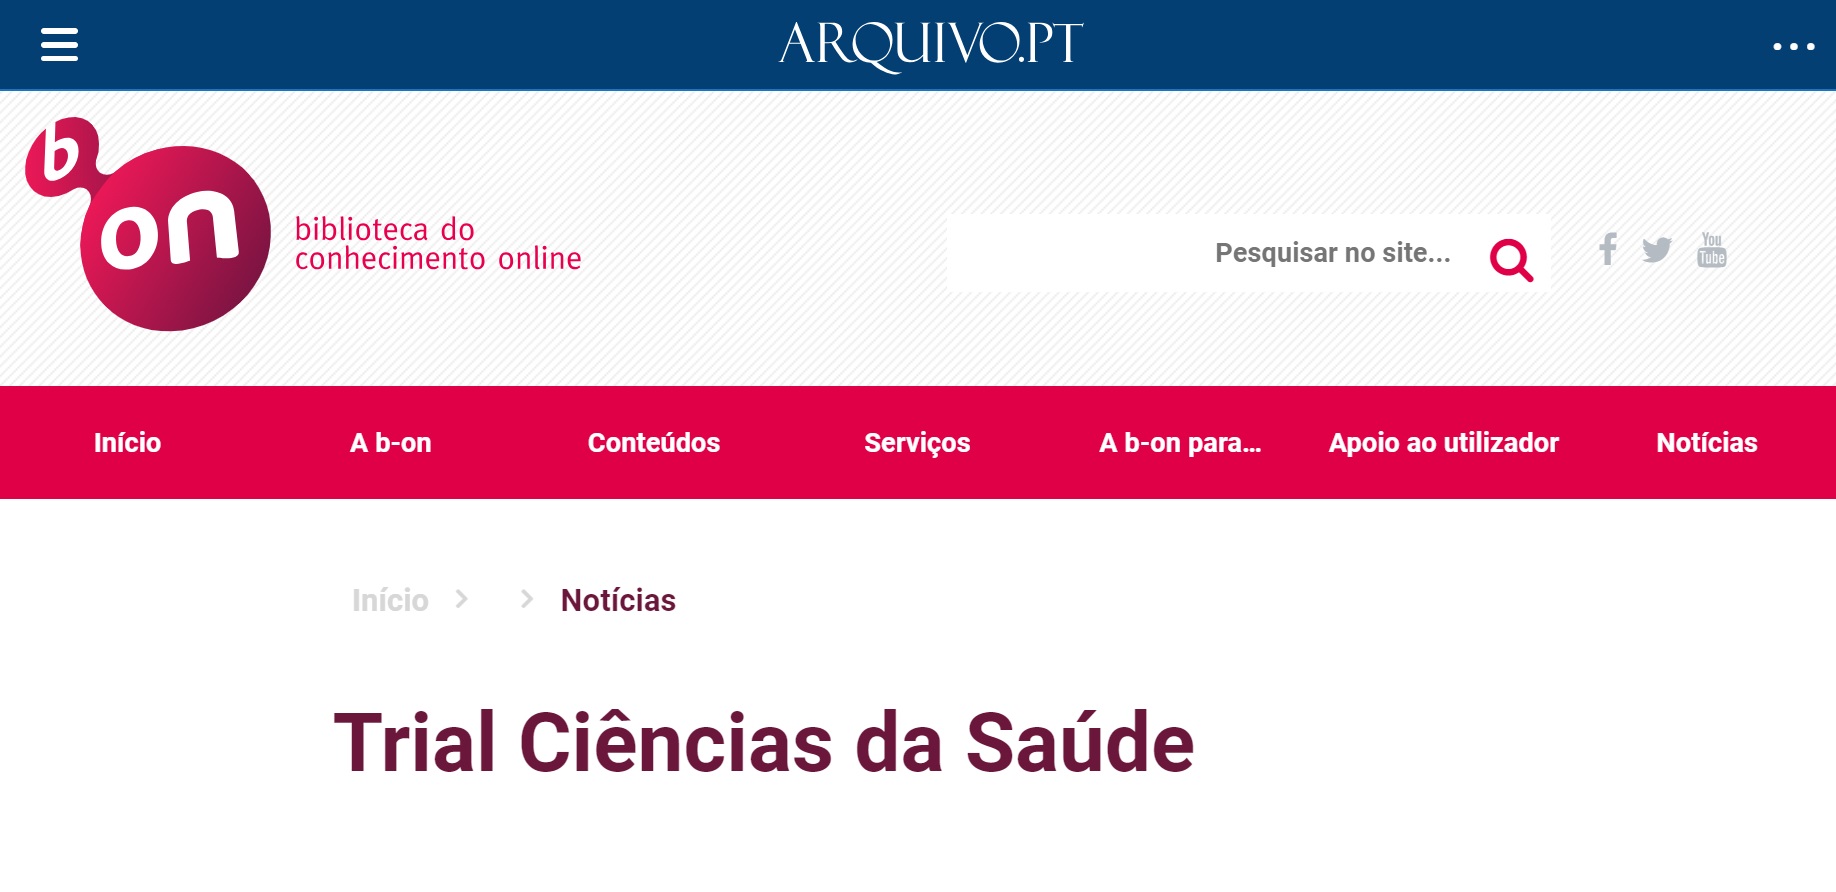 ARQUIVO.PT
b
on
biblioteca do
conhecimento online
Pesquisar no site...
You
Tube
Início
A b-on
Conteúdos
Serviços
A b-on para...
Apoio ao utilizador
Notícias
Início
Notícias
Trial Ciências da Saúde